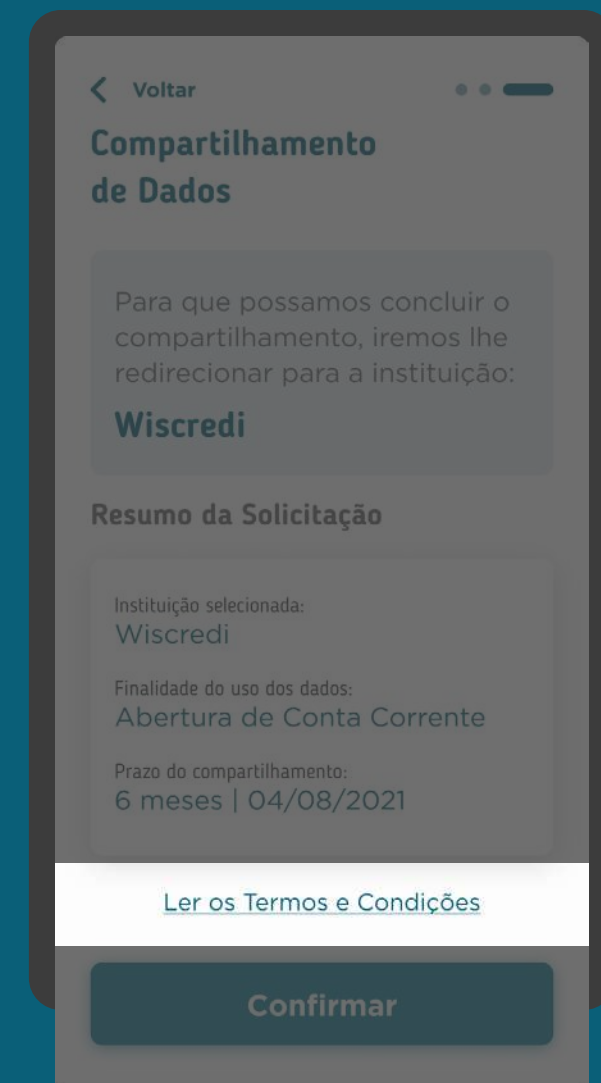 Voltar
Compartilhamento
de Dados
Para que possamos concluir o
compartilhamento, iremos lhe
redirecionar para a instituição:
Wiscredi
Resumo da Solicitação
Instituição selecionada:
Wiscredi
Finalidade do uso dos dados:
Abertura de Conta Corrente
Prazo do compartilhamento:
6 meses | 04/08/2021
Ler os Termos e Condições
Confirmar